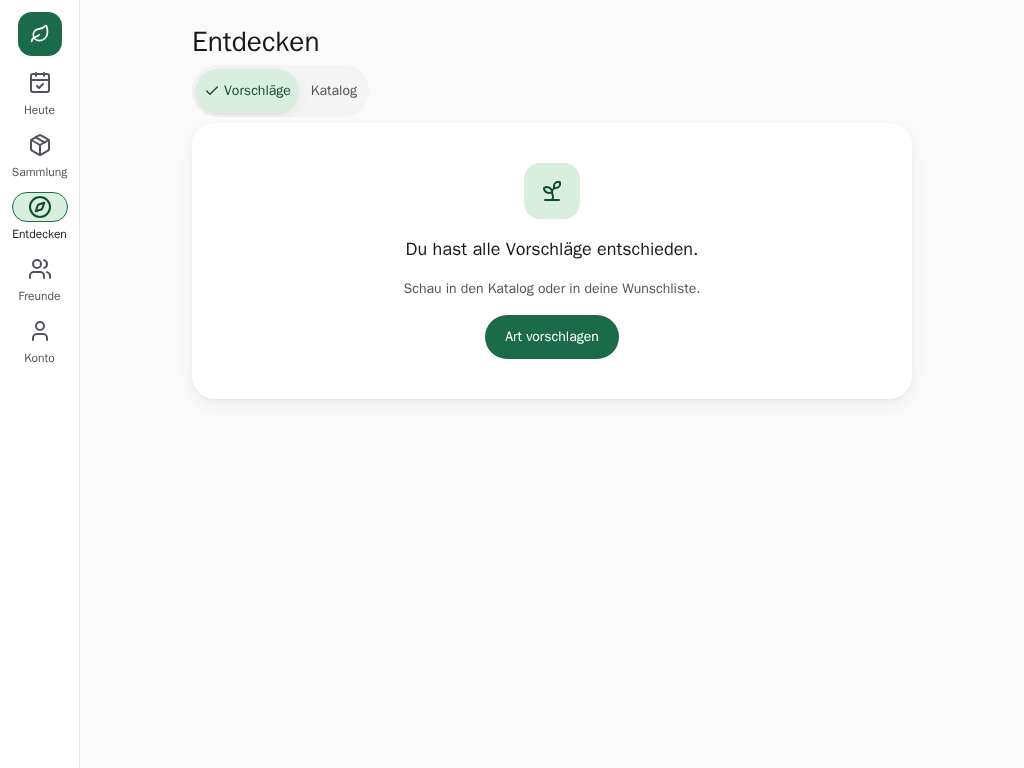 Entdecken
Vorschläge
Katalog
Du hast alle Vorschläge entschieden.
Schau in den Katalog oder in deine Wunschliste.
Art vorschlagen
Heute
Sammlung
Entdecken
Freunde
Konto